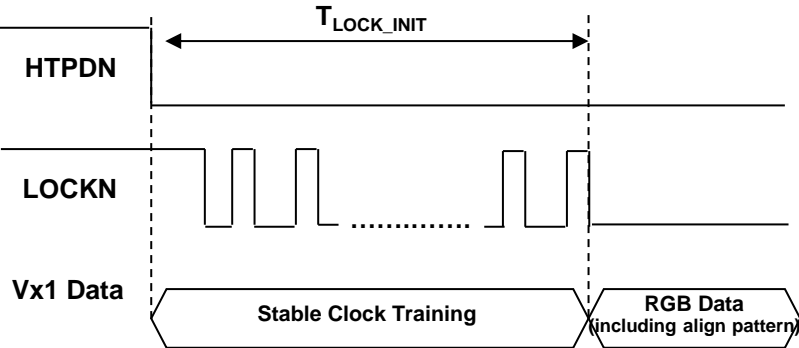 TLOCK_INIT
HTPDN
LOCKN
Vx1 Data
Stable Clock Training
RGB Data
(including align pattern)